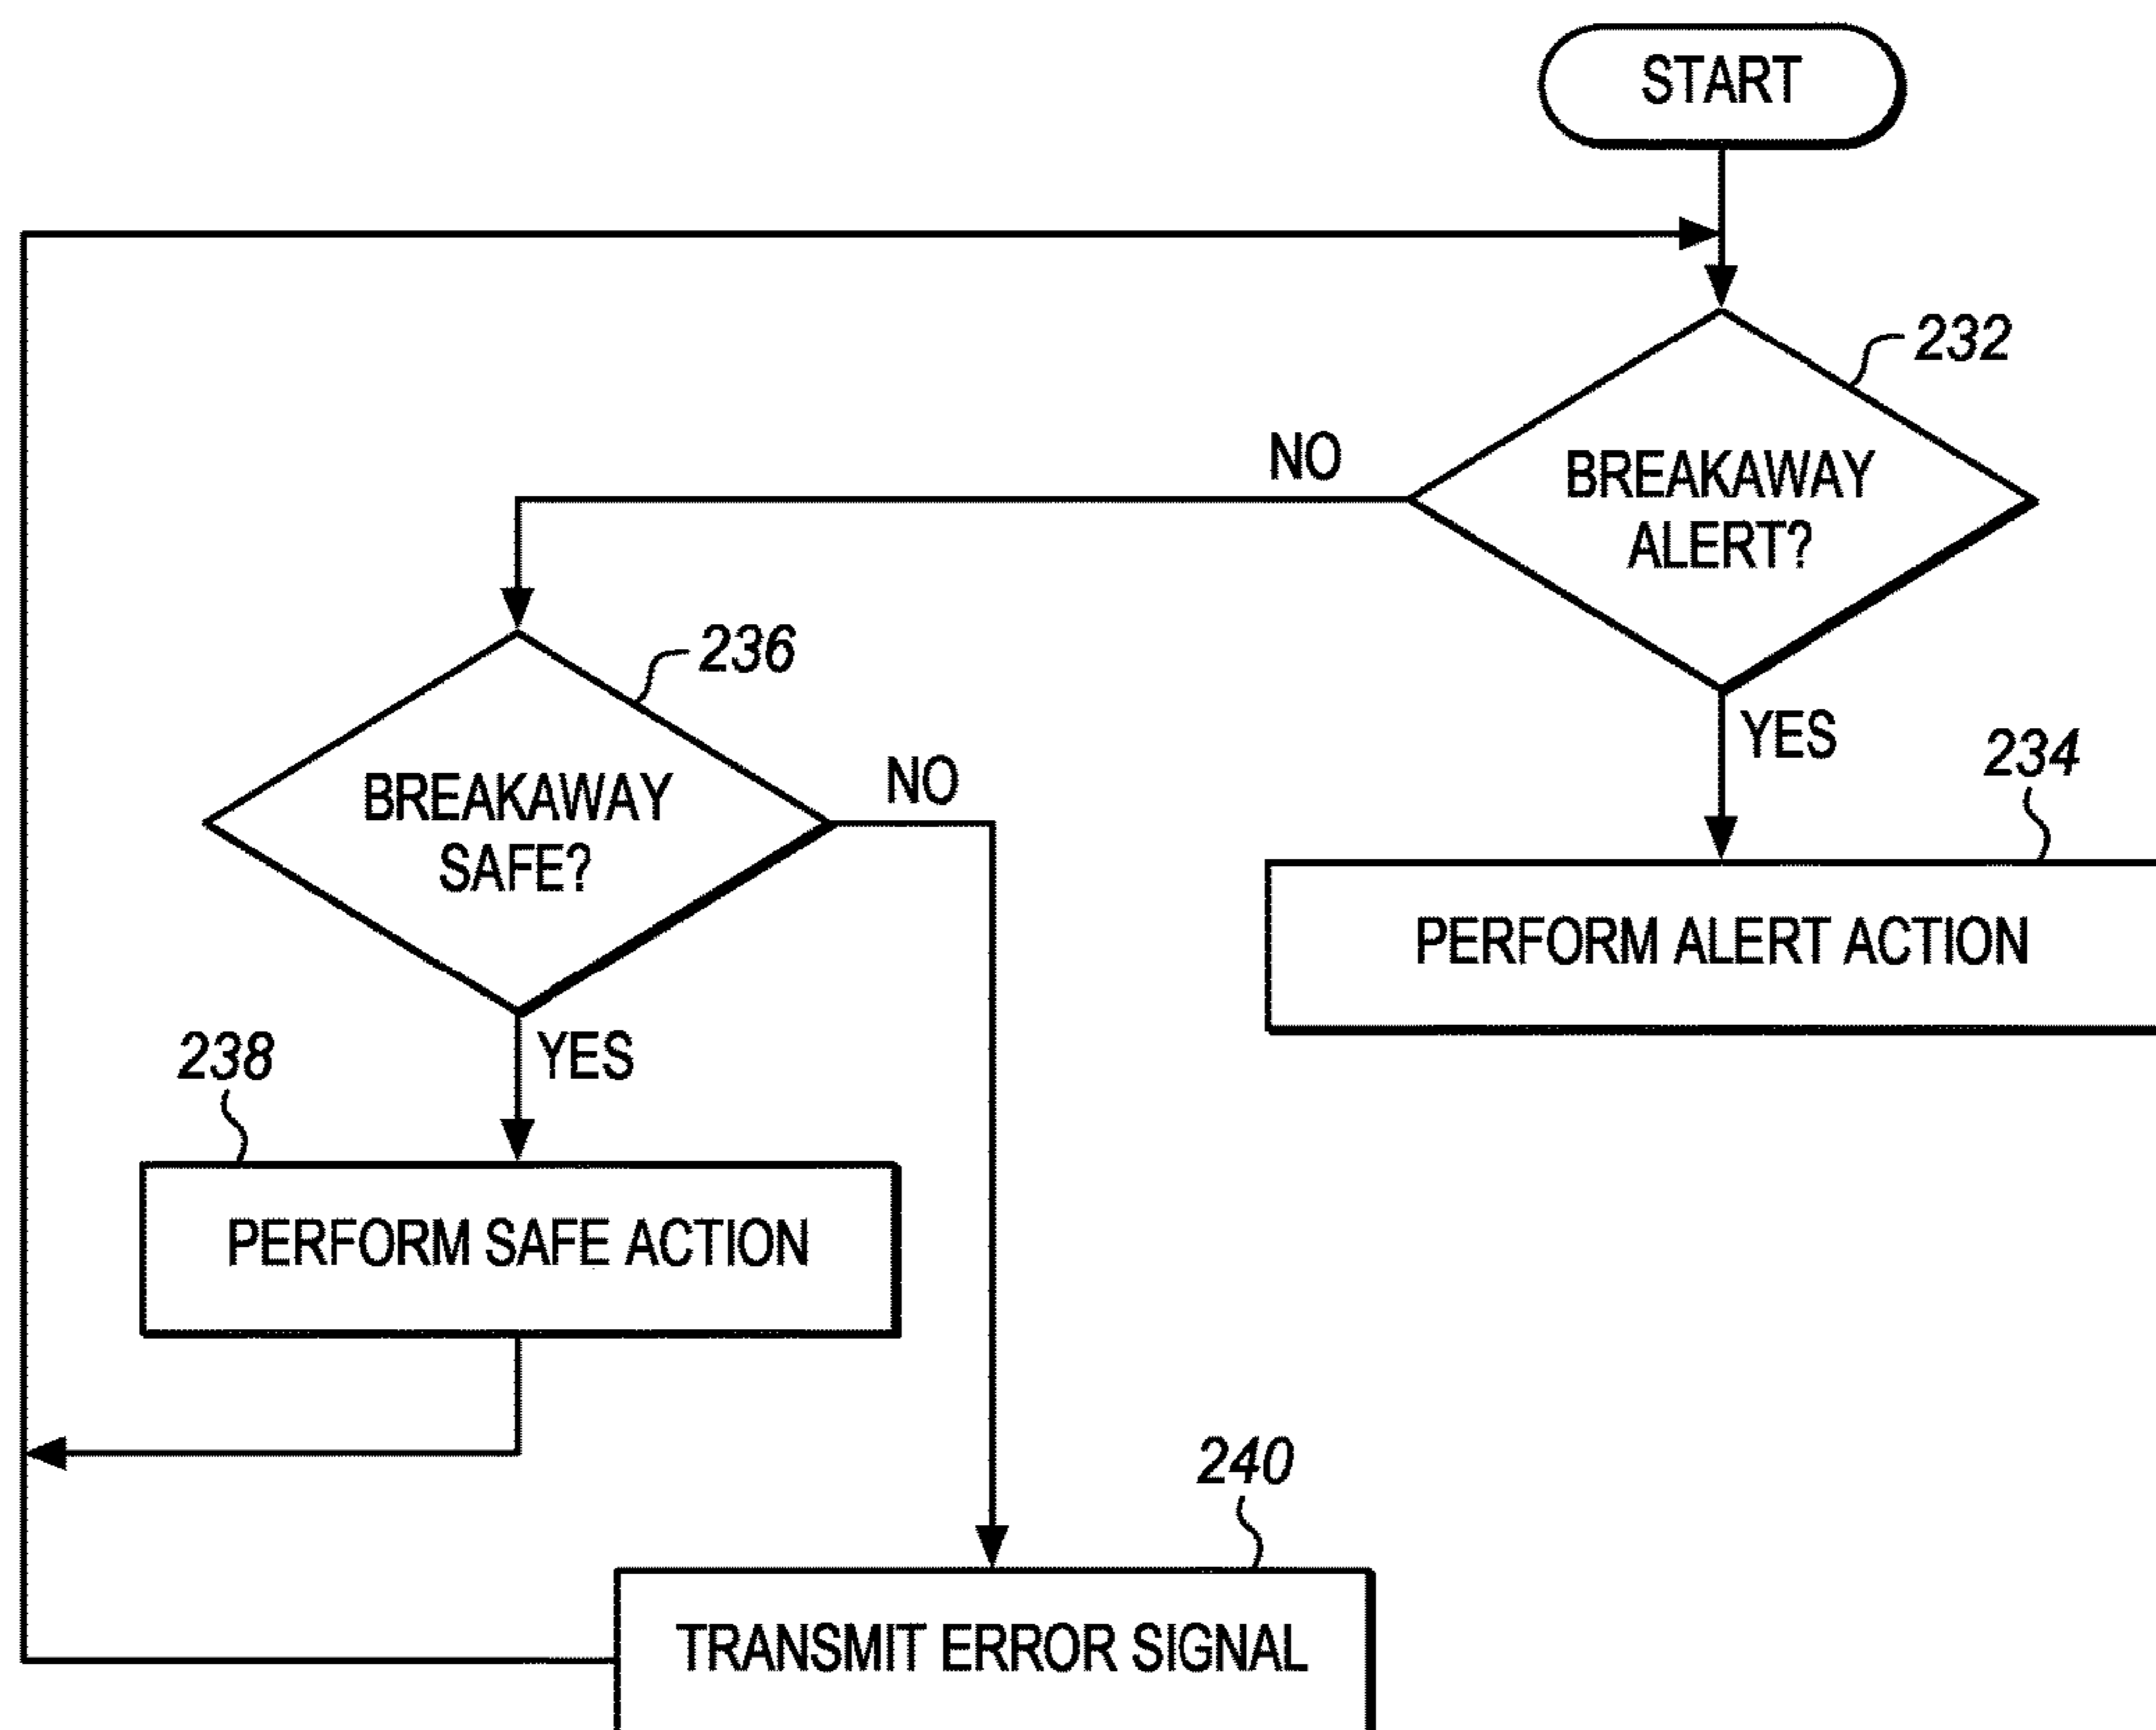 START
232
NO
BREAKAWAY
ALERT?
236
YES
234
NO
BREAKAWAY
SAFE?
PERFORM ALERT ACTION
238
YES
PERFORM SAFE ACTION
240
TRANSMIT ERROR SIGNAL